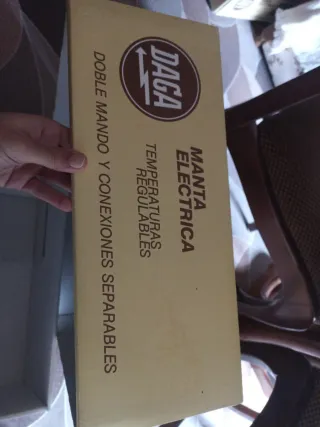 DAGA
MANTA
ELECTRICA
TEMPERATURAS
REGULABLES
DOBLE MANDO Y CONEXIONES SEPARABLES